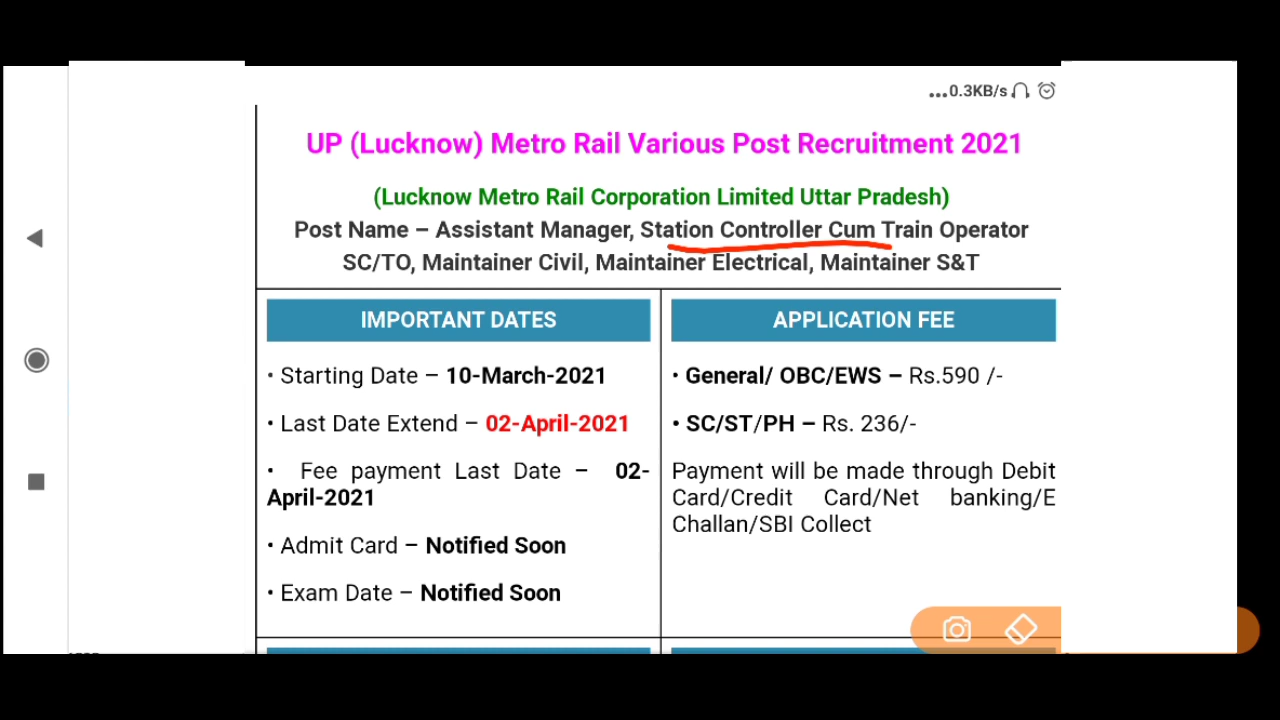 ...0.3KB/s
UP (Lucknow) Metro Rail Various Post Recruitment 2021
(Lucknow Metro Rail Corporation Limited Uttar Pradesh)
Post Name – Assistant Manager, Station Controller Cum Train Operator
SC/TO, Maintainer Civil, Maintainer Electrical, Maintainer S&T
IMPORTANT DATES
• Starting Date – 10-March-2021
• Last Date Extend – 02-April-2021
• Fee payment Last Date – 02-
April-2021
• Admit Card – Notified Soon
• Exam Date – Notified Soon
APPLICATION FEE
• General/ OBC/EWS – Rs.590 /-
• SC/ST/PH – Rs. 236/-
Payment will be made through Debit
Card/Credit Card/Net banking/E
Challan/SBI Collect